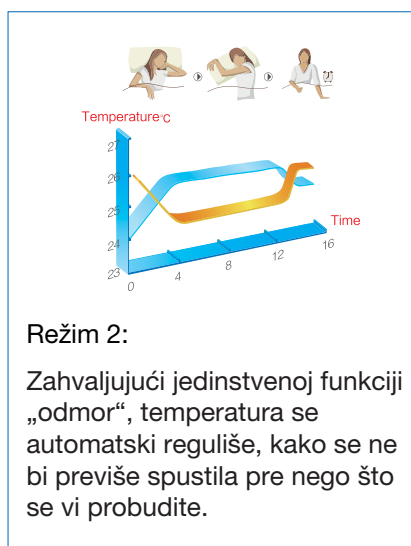 Temperature°C
27
26
25
24
23
0
4
8
12
16
Time
Režim 2:
Zahvaljujući jedinstvenoj funkciji
„odmor“, temperatura se
automatski reguliše, kako se ne
bi previše spustila pre nego što
se vi probudite.